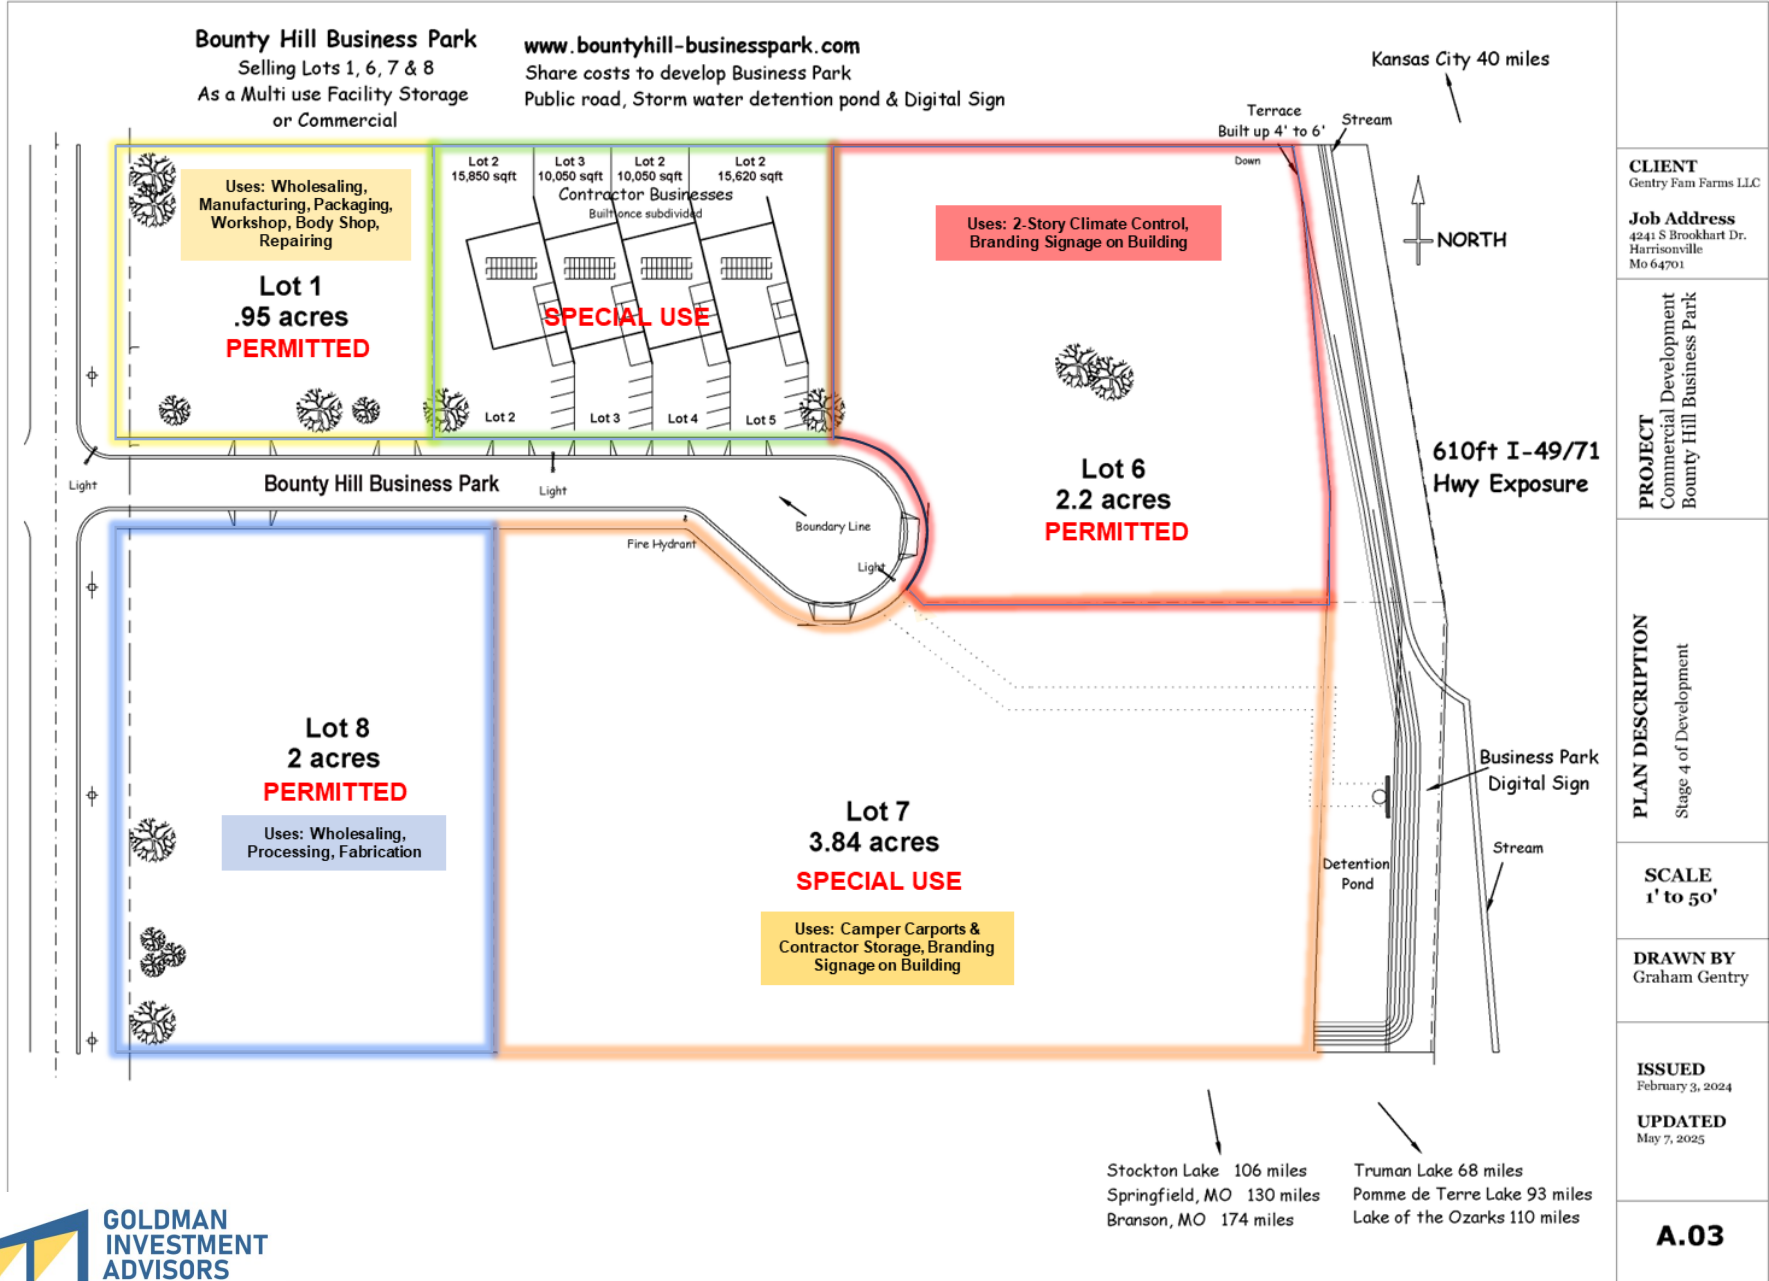 Bounty Hill Business Park
Selling Lots 1, 6, 7 & 8
As a Multi use Facility Storage
or Commercial
www.bountyhill-businesspark.com
Share costs to develop Business Park
Public road, Storm water detention pond & Digital Sign
Kansas City 40 miles
Terrace
Built up 4' to 6'
Stream
Down
NORTH
Uses: Wholesaling,
Manufacturing, Packaging,
Workshop, Body Shop,
Repairing
Lot 1
.95 acres
PERMITTED
Lot 2
15,850 sqft
Lot 3
10,050 sqft
Lot 2
10,050 sqft
Lot 2
15,620 sqft
Contractor Businesses
Built once subdivided
SPECIAL USE
Lot 2
Lot 3
Lot 4
Lot 5
Uses: 2-Story Climate Control,
Branding Signage on Building
Lot 6
2.2 acres
PERMITTED
610ft I-49/71
Hwy Exposure
Light
Bounty Hill Business Park
Light
Boundary Line
Fire Hydrant
Light
Lot 8
2 acres
PERMITTED
Uses: Wholesaling,
Processing, Fabrication
Lot 7
3.84 acres
SPECIAL USE
Uses: Camper Carports &
Contractor Storage, Branding
Signage on Building
Business Park
Digital Sign
Detention
Pond
Stream
Stockton Lake 106 miles
Springfield, MO 130 miles
Branson, MO 174 miles
Truman Lake 68 miles
Pomme de Terre Lake 93 miles
Lake of the Ozarks 110 miles
GOLDMAN
INVESTMENT
ADVISORS
CLIENT
Gentry Fam Farms LLC
Job Address
4241 S Brookhart Dr.
Harrisonville
Mo 64701
PROJECT
Commercial Development
Bounty Hill Business Park
PLAN DESCRIPTION
Stage 4 of Development
SCALE
1' to 50'
DRAWN BY
Graham Gentry
ISSUED
February 3, 2024
UPDATED
May 7, 2025
A.03